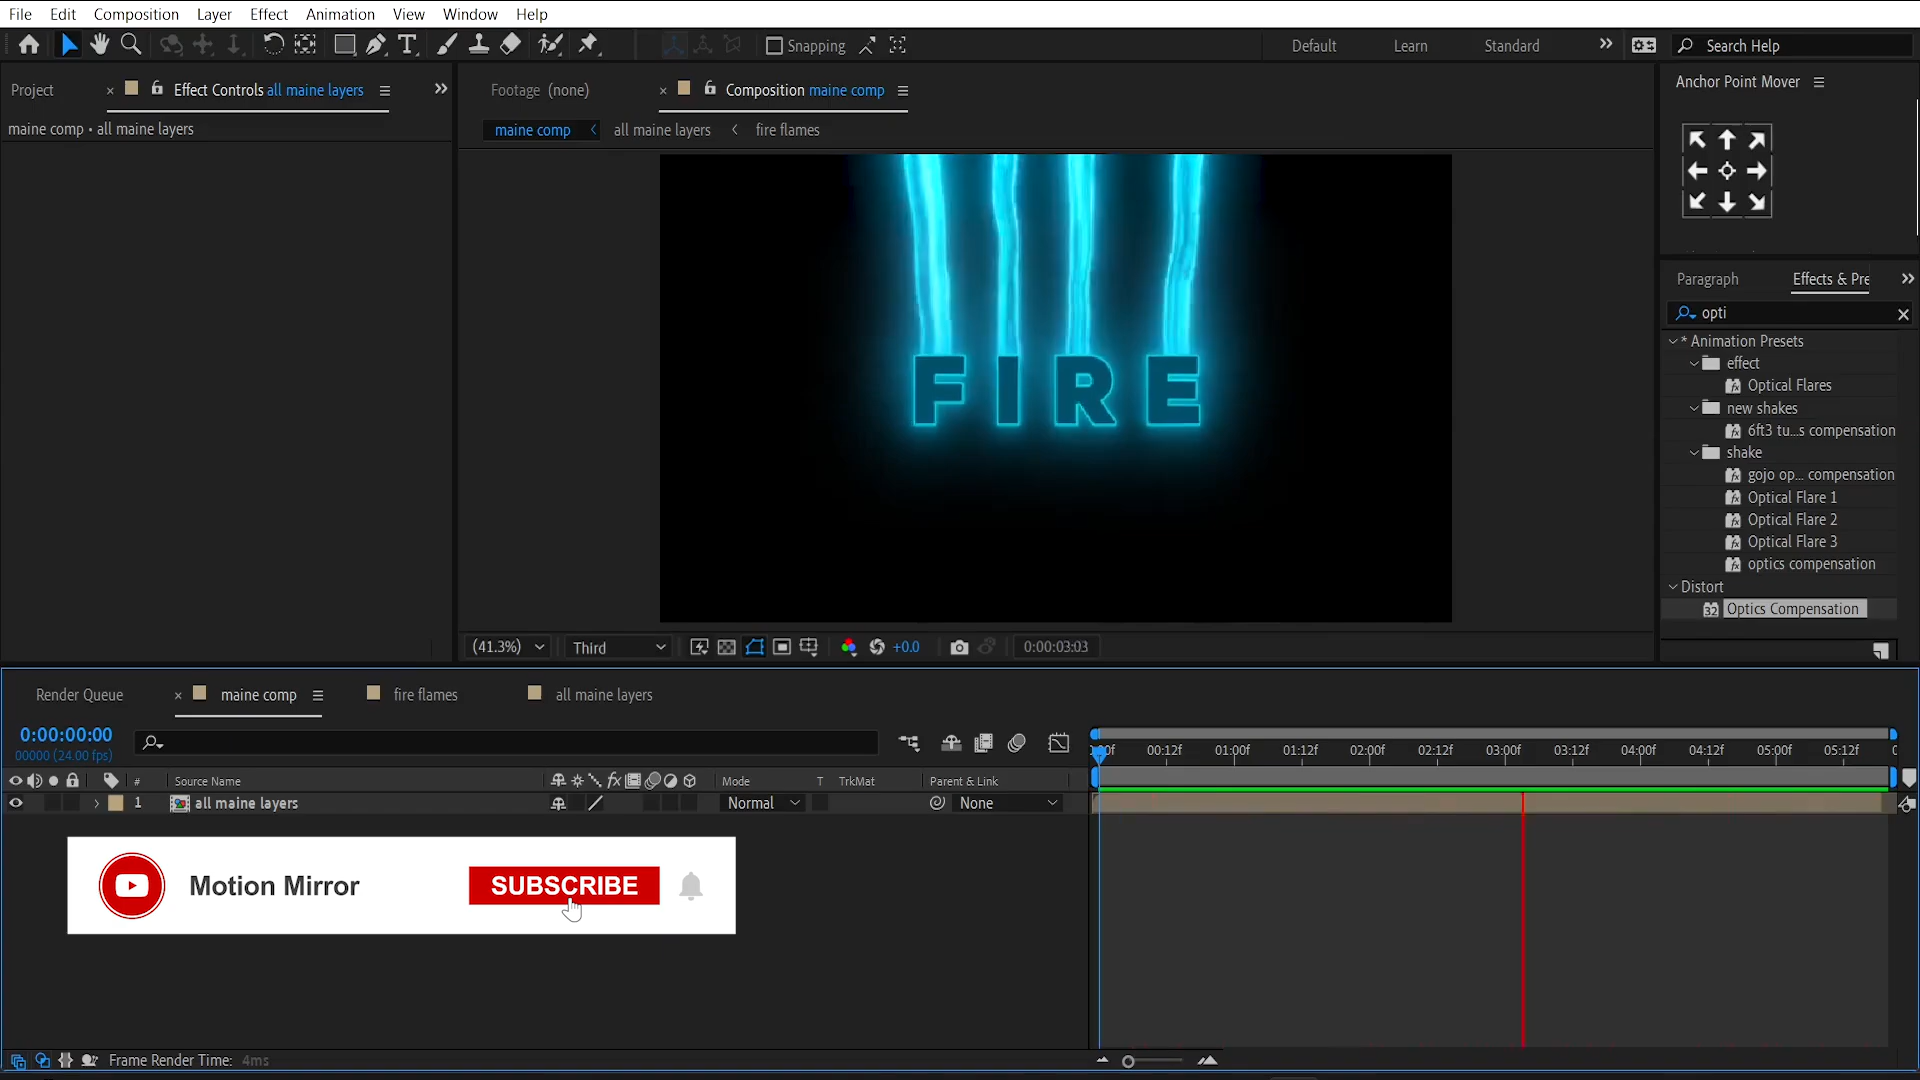 File Edit Composition Layer Effect Animation View Window Help
Snapping Default Learn Standard Search Help
Project Effect Controls all maine layers Footage (none) Composition maine comp Anchor Point Mover
maine comp • all maine layers
maine comp all maine layers fire flames
FIRE
Paragraph Effects & Pre
opti
* Animation Presets
effect
Optical Flares
new shakes
6ft3 tu...s compensation
shake
gojo op... compensation
Optical Flare 1
Optical Flare 2
Optical Flare 3
optics compensation
Distort
32 Optics Compensation
(41.3%) Third +0.0 0:00:03:03
Render Queue maine comp fire flames all maine layers
0:00:00:00
00000 (24.00 fps)
00f 00:12f 01:00f 01:12f 02:00f 02:12f 03:00f 03:12f 04:00f 04:12f 05:00f 05:12f
# Source Name fx Mode T TrkMat Parent & Link
1 all maine layers Normal None
Motion Mirror SUBSCRIBE
Frame Render Time: 4ms